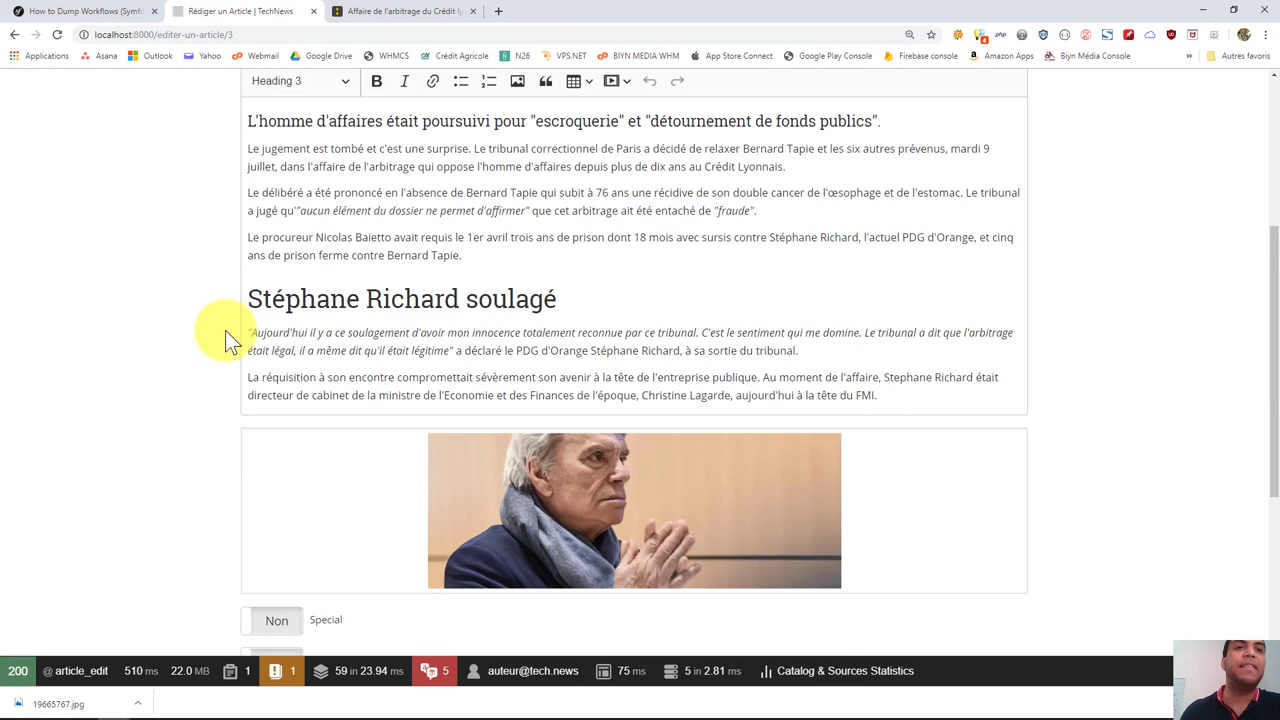 How to Dump Workflows (Symfo
Rédiger un Article | TechNews
Affaire de l'arbitrage du Crédit ly
localhost:8000/editer-un-article/3
Applications
Asana
Outlook
Yahoo
Webmail
Google Drive
WHMCS
Crédit Agricole
N26
VPS.NET
BIYN MEDIA WHM
App Store Connect
Google Play Console
Firebase console
Amazon Apps
Biyn Média Console
»
Autres favoris
Heading 3
L'homme d'affaires était poursuivi pour "escroquerie" et "détournement de fonds publics".
Le jugement est tombé et c'est une surprise. Le tribunal correctionnel de Paris a décidé de relaxer Bernard Tapie et les six autres prévenus, mardi 9
juillet, dans l'affaire de l'arbitrage qui oppose l'homme d'affaires depuis plus de dix ans au Crédit Lyonnais.
Le délibéré a été prononcé en l'absence de Bernard Tapie qui subit à 76 ans une récidive de son double cancer de l'œsophage et de l'estomac. Le tribunal
a jugé qu'"aucun élément du dossier ne permet d'affirmer" que cet arbitrage ait été entaché de "fraude".
Le procureur Nicolas Baietto avait requis le 1er avril trois ans de prison dont 18 mois avec sursis contre Stéphane Richard, l'actuel PDG d'Orange, et cinq
ans de prison ferme contre Bernard Tapie.
Stéphane Richard soulagé
"Aujourd'hui il y a ce soulagement d'avoir mon innocence totalement reconnue par ce tribunal. C'est le sentiment qui me domine. Le tribunal a dit que l'arbitrage
était légal, il a même dit qu'il était légitime" a déclaré le PDG d'Orange Stéphane Richard, à sa sortie du tribunal.
La réquisition à son encontre compromettait sévèrement son avenir à la tête de l'entreprise publique. Au moment de l'affaire, Stephane Richard était
directeur de cabinet de la ministre de l'Economie et des Finances de l'époque, Christine Lagarde, aujourd'hui à la tête du FMI.
Non
Special
200
@ article_edit
510 ms
22.0 MB
1
1
59 in 23.94 ms
5
auteur@tech.news
75 ms
5 in 2.81 ms
Catalog & Sources Statistics
19665767.jpg